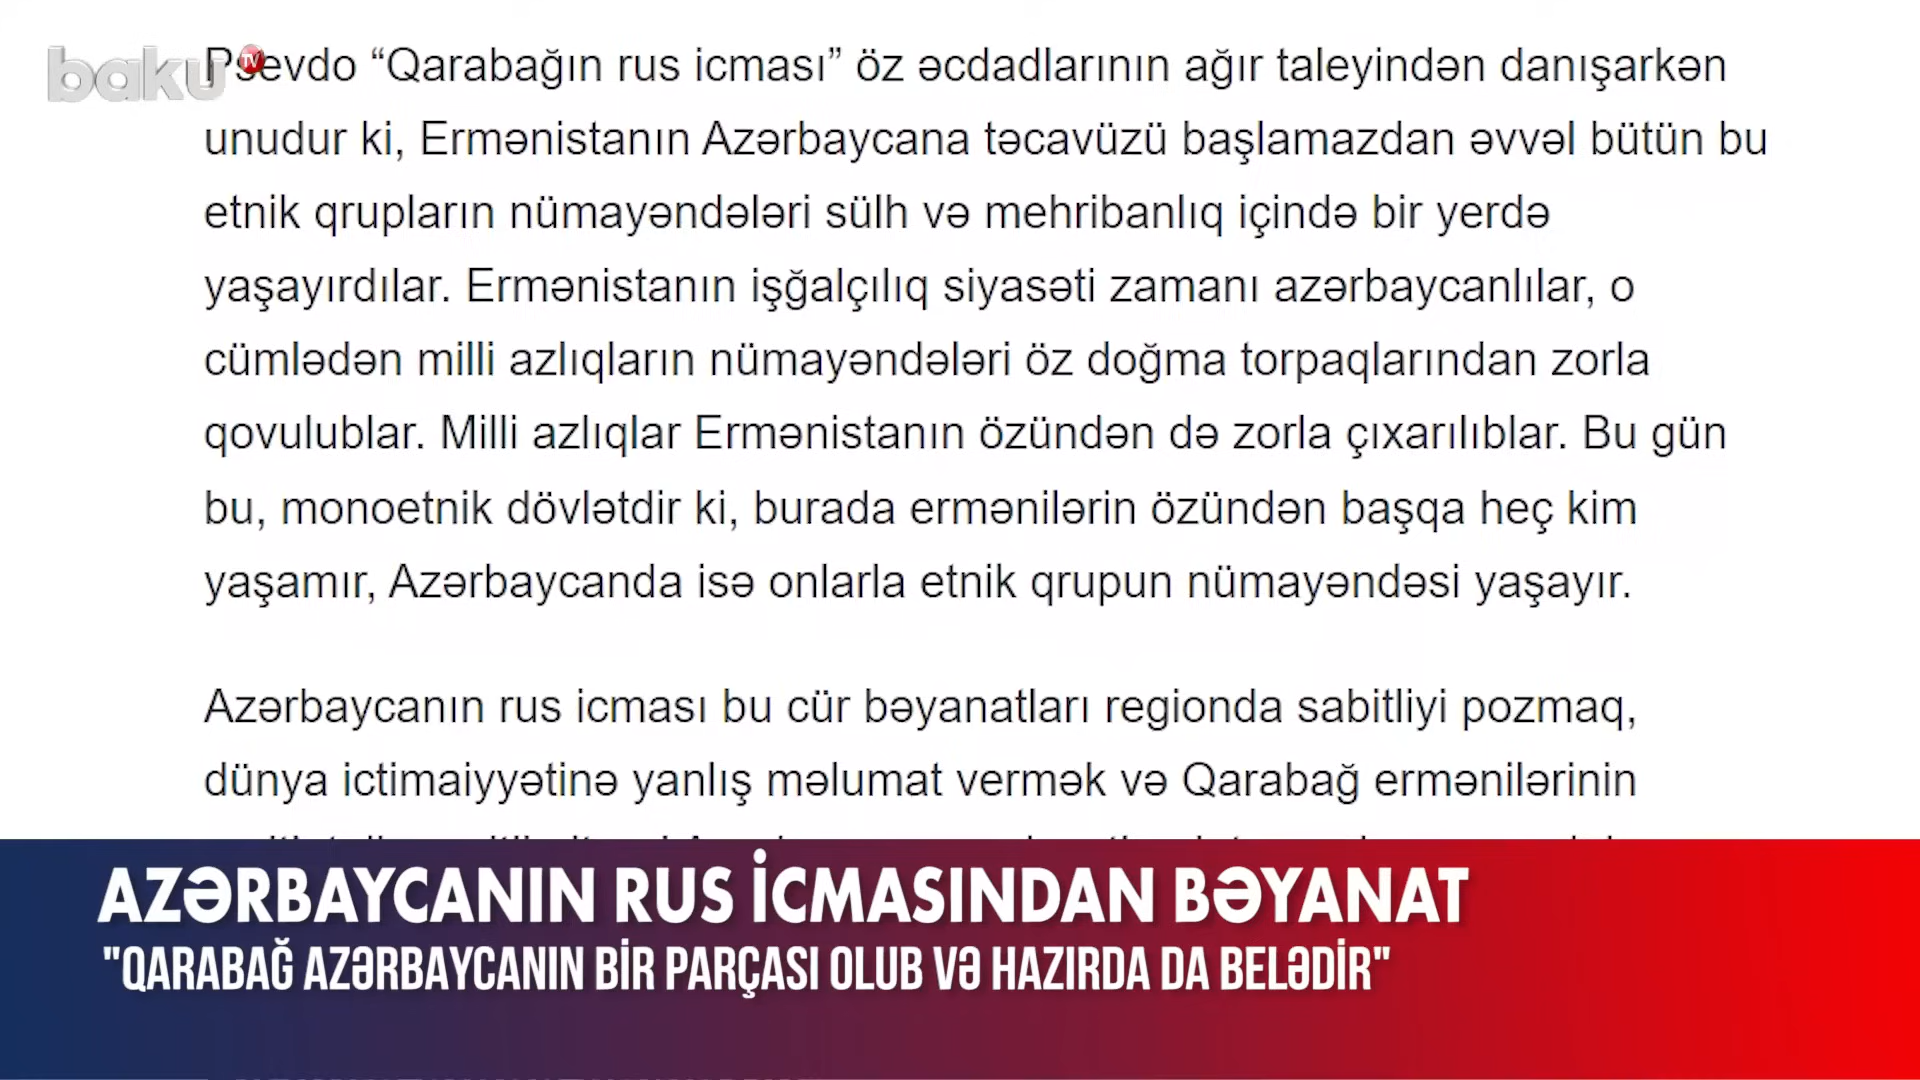 baku TV
Psevdo “Qarabağın rus icması” öz əcdadlarının ağır taleyindən danışarkən
unudur ki, Ermənistanın Azərbaycana təcavüzü başlamazdan əvvəl bütün bu
etnik qrupların nümayəndələri sülh və mehribanlıq içində bir yerdə
yaşayırdılar. Ermənistanın işğalçılıq siyasəti zamanı azərbaycanlılar, o
cümlədən milli azlıqların nümayəndələri öz doğma torpaqlarından zorla
qovulublar. Milli azlıqlar Ermənistanın özündən də zorla çıxarılıblar. Bu gün
bu, monoetnik dövlətdir ki, burada ermənilərin özündən başqa heç kim
yaşamır, Azərbaycanda isə onlarla etnik qrupun nümayəndəsi yaşayır.
Azərbaycanın rus icması bu cür bəyanatları regionda sabitliyi pozmaq,
dünya ictimaiyyətinə yanlış məlumat vermək və Qarabağ ermənilərinin
AZƏRBAYCANIN RUS İCMASINDAN BƏYANAT
"QARABAĞ AZƏRBAYCANIN BİR PARÇASI OLUB VƏ HAZIRDA DA BELƏDİR"